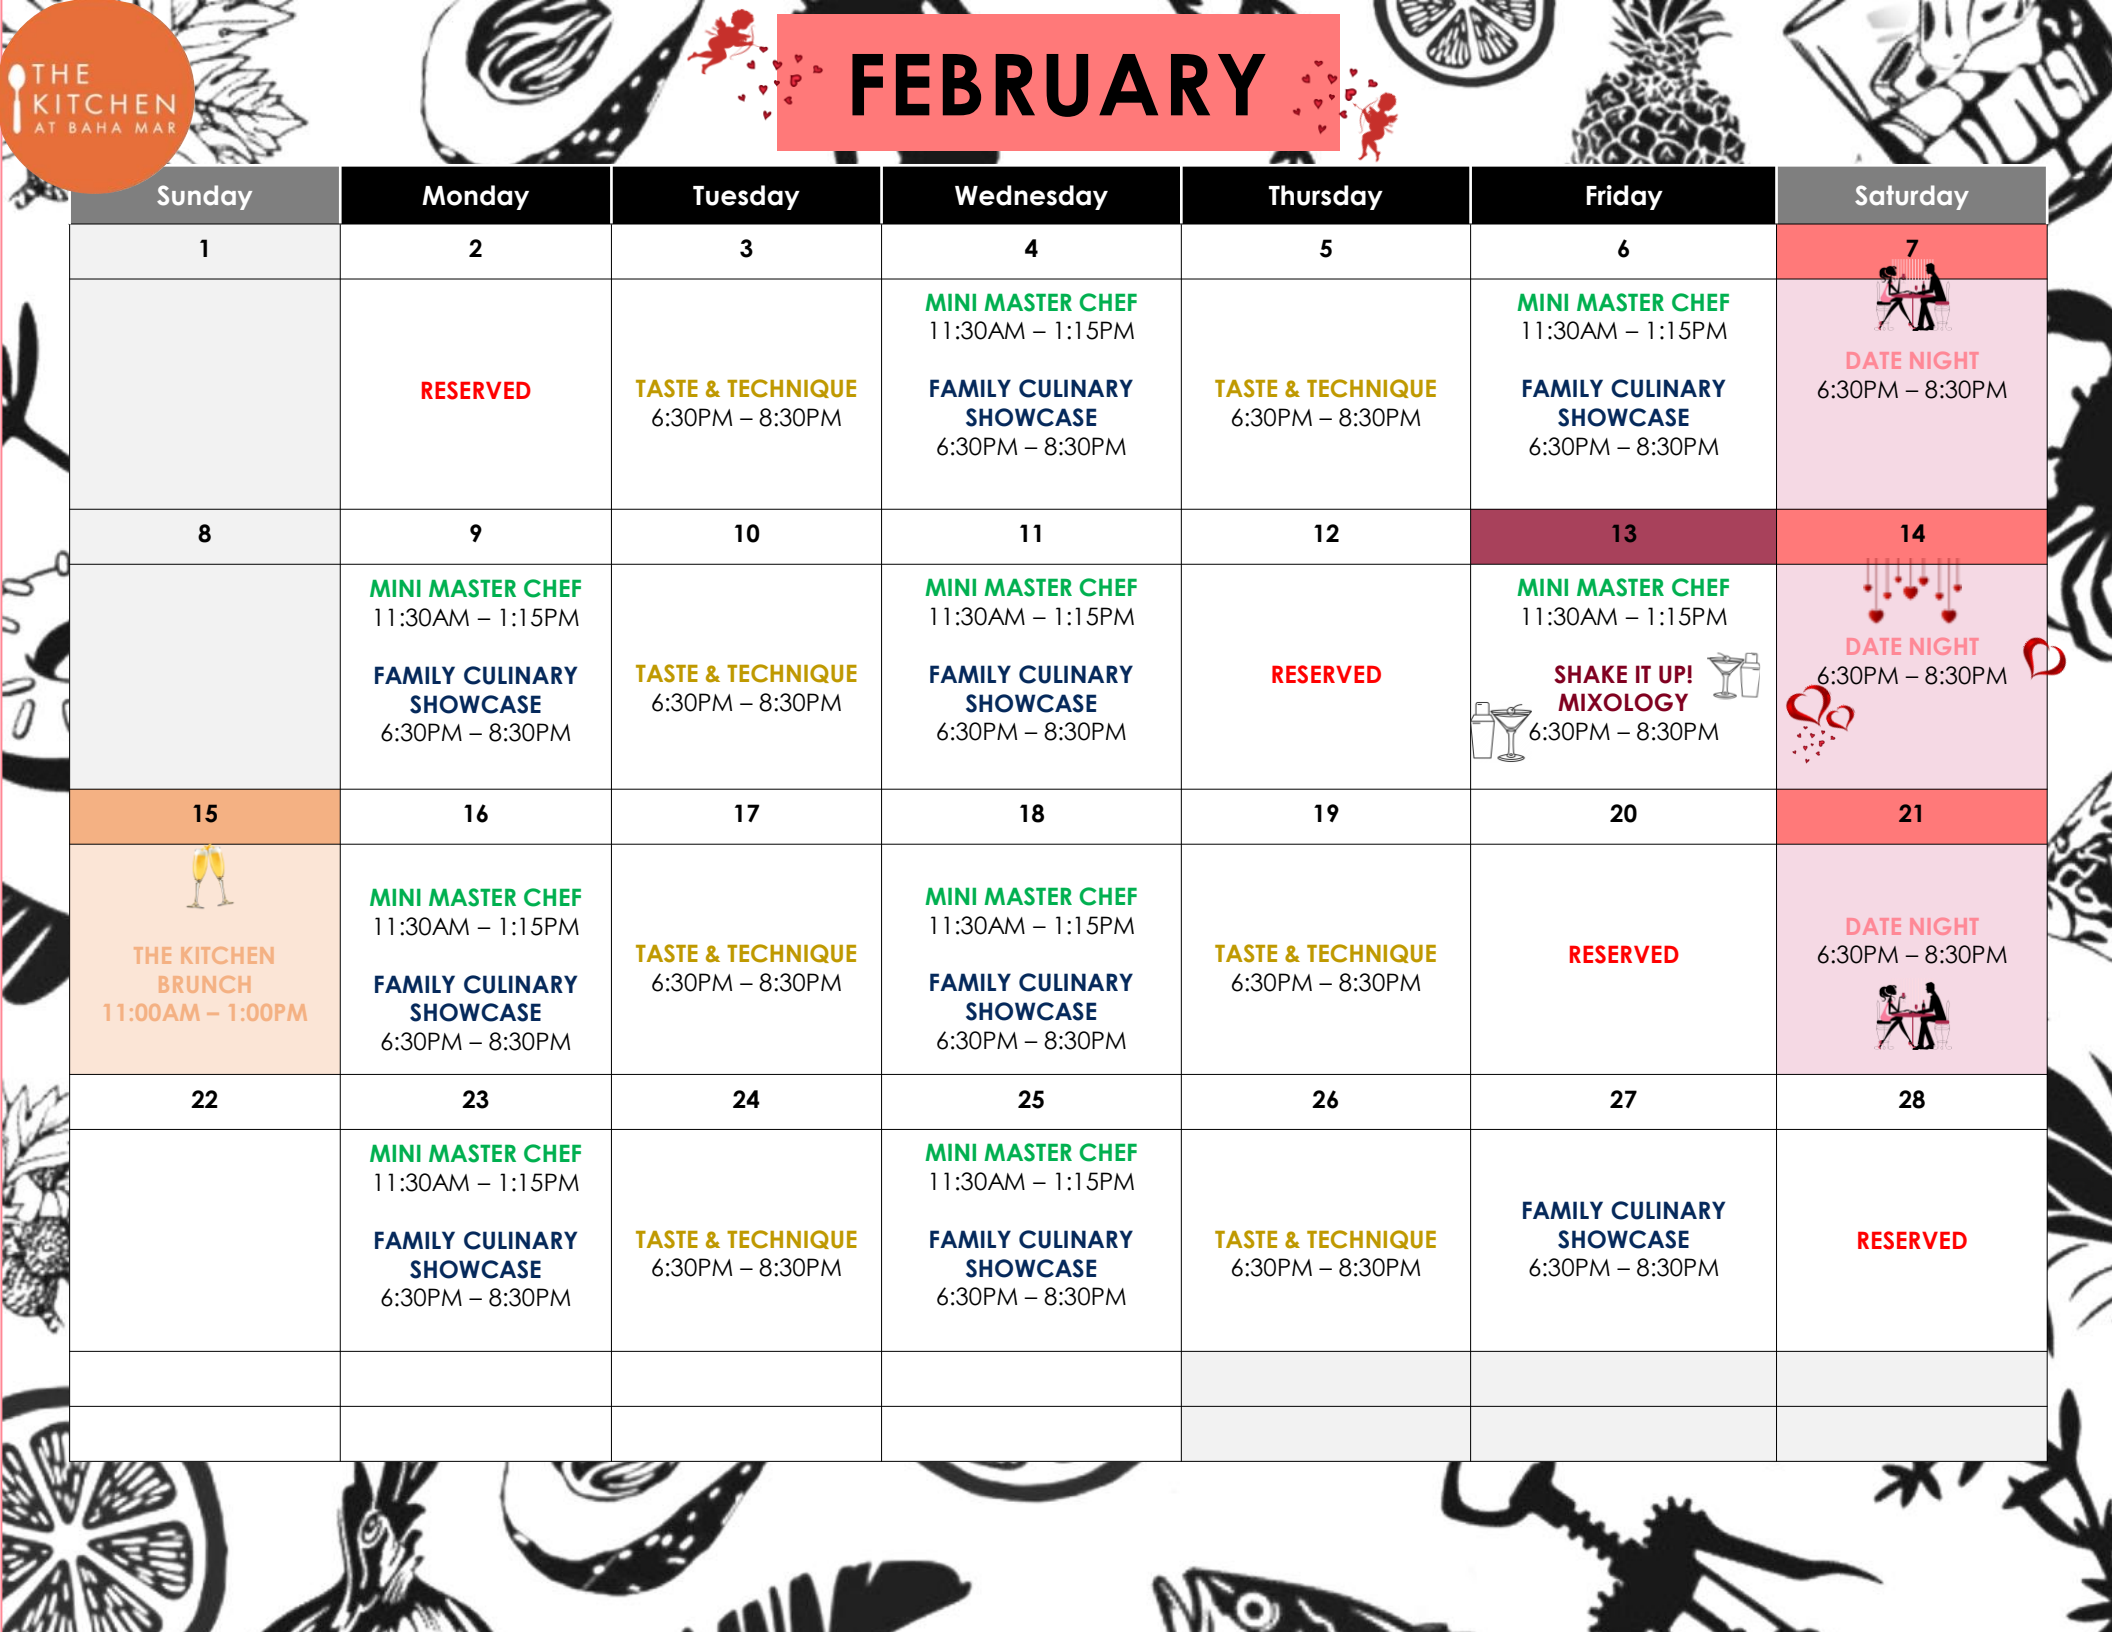 THE
KITCHEN
AT BAHA MAR
FEBRUARY
Sunday
Monday
Tuesday
Wednesday
Thursday
Friday
Saturday
1
2
3
4
5
6
7
RESERVED
TASTE & TECHNIQUE
6:30PM – 8:30PM
MINI MASTER CHEF
11:30AM – 1:15PM
FAMILY CULINARY
SHOWCASE
6:30PM – 8:30PM
TASTE & TECHNIQUE
6:30PM – 8:30PM
MINI MASTER CHEF
11:30AM – 1:15PM
FAMILY CULINARY
SHOWCASE
6:30PM – 8:30PM
DATE NIGHT
6:30PM – 8:30PM
8
9
10
11
12
13
14
MINI MASTER CHEF
11:30AM – 1:15PM
FAMILY CULINARY
SHOWCASE
6:30PM – 8:30PM
TASTE & TECHNIQUE
6:30PM – 8:30PM
MINI MASTER CHEF
11:30AM – 1:15PM
FAMILY CULINARY
SHOWCASE
6:30PM – 8:30PM
RESERVED
MINI MASTER CHEF
11:30AM – 1:15PM
SHAKE IT UP!
MIXOLOGY
6:30PM – 8:30PM
DATE NIGHT
6:30PM – 8:30PM
15
16
17
18
19
20
21
THE KITCHEN
BRUNCH
11:00AM – 1:00PM
MINI MASTER CHEF
11:30AM – 1:15PM
FAMILY CULINARY
SHOWCASE
6:30PM – 8:30PM
TASTE & TECHNIQUE
6:30PM – 8:30PM
MINI MASTER CHEF
11:30AM – 1:15PM
FAMILY CULINARY
SHOWCASE
6:30PM – 8:30PM
TASTE & TECHNIQUE
6:30PM – 8:30PM
RESERVED
DATE NIGHT
6:30PM – 8:30PM
22
23
24
25
26
27
28
MINI MASTER CHEF
11:30AM – 1:15PM
FAMILY CULINARY
SHOWCASE
6:30PM – 8:30PM
TASTE & TECHNIQUE
6:30PM – 8:30PM
MINI MASTER CHEF
11:30AM – 1:15PM
FAMILY CULINARY
SHOWCASE
6:30PM – 8:30PM
TASTE & TECHNIQUE
6:30PM – 8:30PM
FAMILY CULINARY
SHOWCASE
6:30PM – 8:30PM
RESERVED